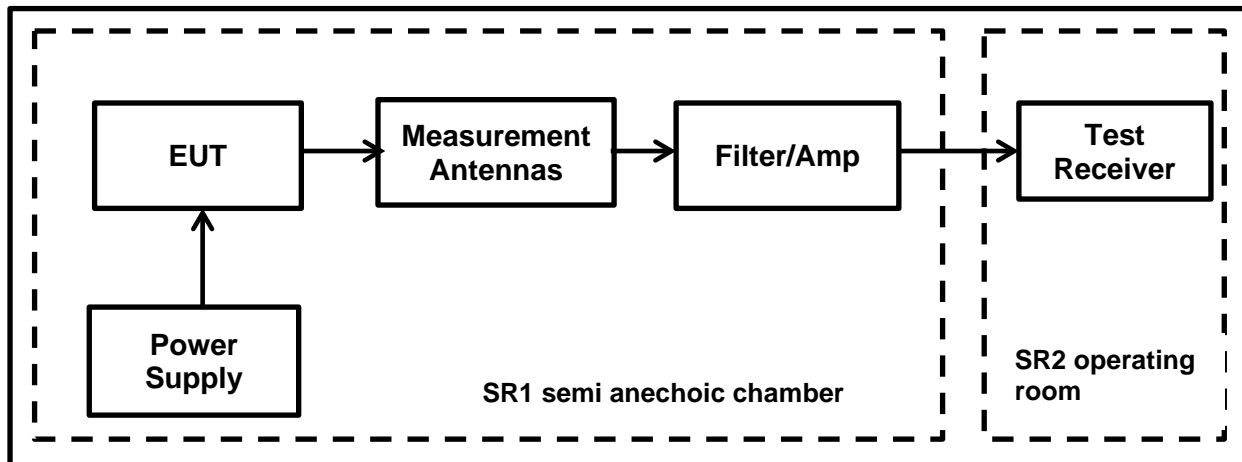 EUT
Measurement
Antennas
Filter/Amp
Test
Receiver
Power
Supply
SR1 semi anechoic chamber
SR2 operating
room